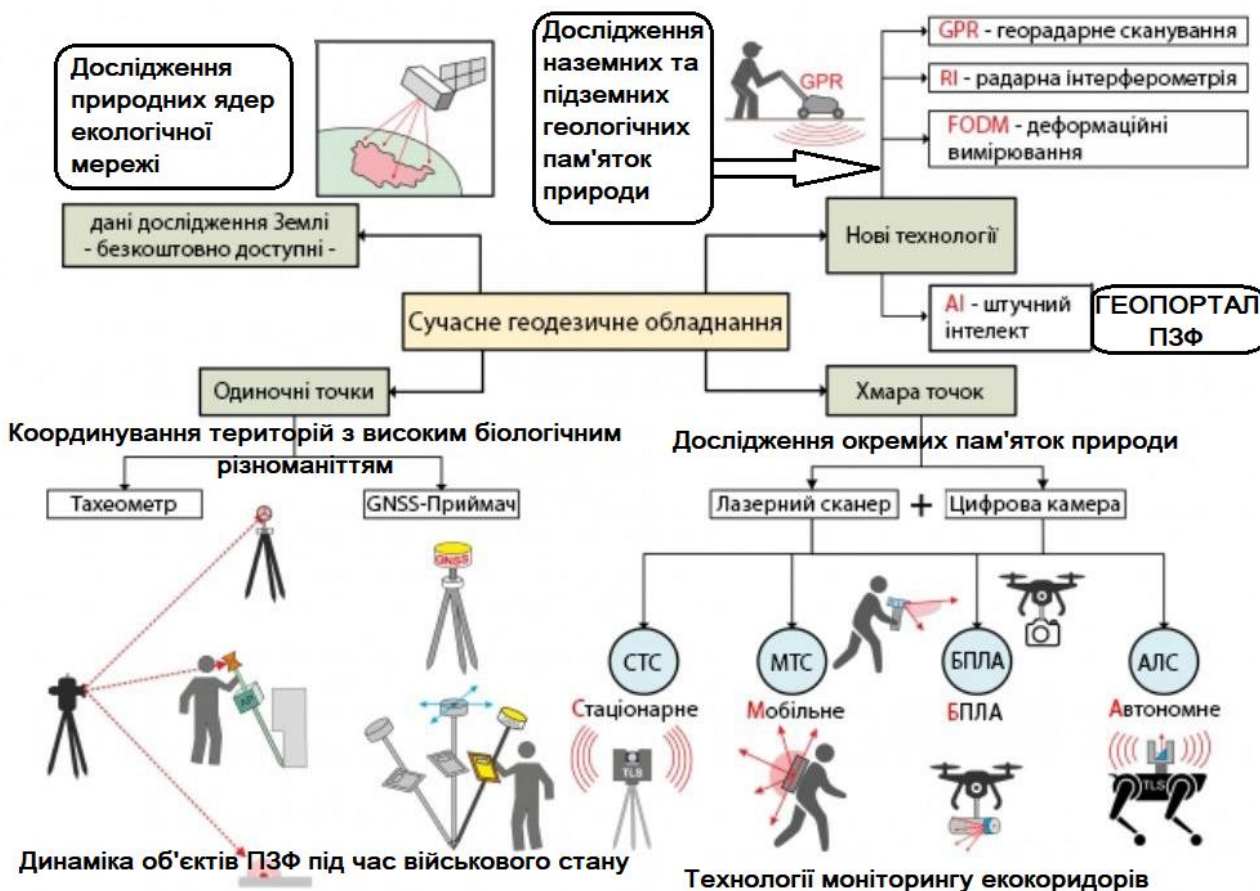 Дослідження
природних ядер
екологічної
мережі
Дослідження
наземних та
підземних
геологічних
пам'яток
природи
GPR
GPR - георадарне сканування
RI - радарна інтерферометрія
FODM - деформаційні
вимірювання
дані дослідження Землі
- безкоштовно доступні -
Нові технології
Сучасне геодезичне обладнання
AI - штучний
інтелект
ГЕОПОРТАЛ
ПЗФ
Одиночні точки
Хмара точок
Координування територій з високим біологічним
різноманіттям
Дослідження окремих пам'яток природи
Тахеометр
GNSS-Приймач
Лазерний сканер + Цифрова камера
GNSS
СТС
МТС
БПЛА
АЛС
Стаціонарне
Мобільне
БПЛА
Автономне
TLS
TLS
Динаміка об'єктів ПЗФ під час військового стану
Технології моніторингу екокоридорів